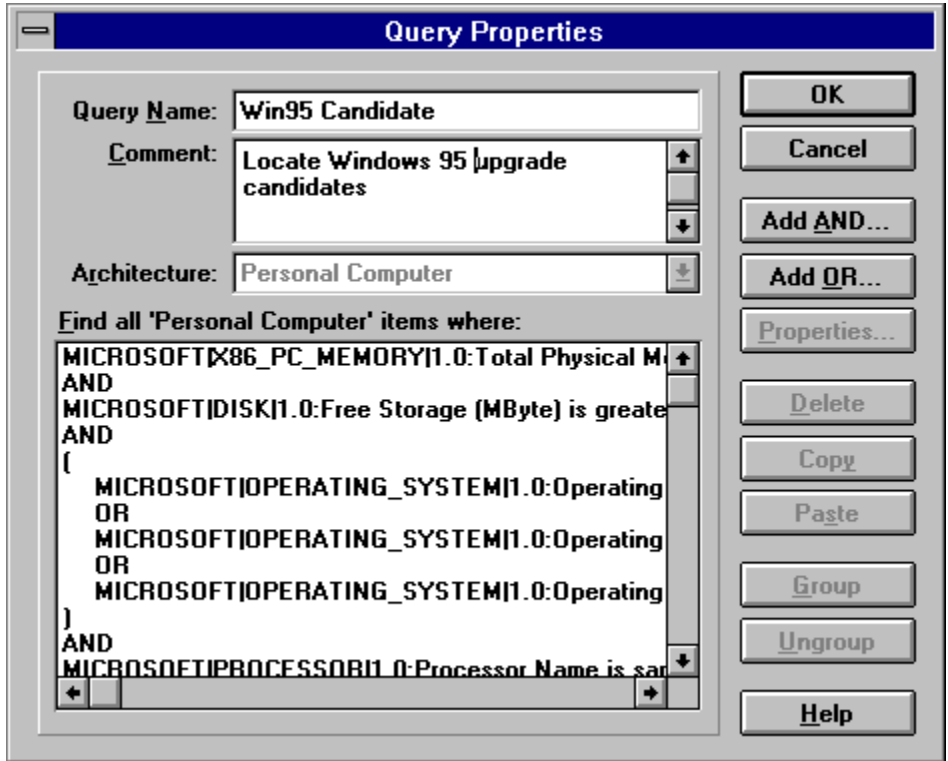 Query Properties
Query Name: Win95 Candidate
Comment: Locate Windows 95 upgrade
candidates
Architecture: Personal Computer
Find all 'Personal Computer' items where:
MICROSOFT|X86_PC_MEMORY|1.0:Total Physical M
AND
MICROSOFT|DISK|1.0:Free Storage (MByte) is greate
AND
(
MICROSOFT|OPERATING_SYSTEM|1.0:Operating
OR
MICROSOFT|OPERATING_SYSTEM|1.0:Operating
OR
MICROSOFT|OPERATING_SYSTEM|1.0:Operating
)
AND
MICROSOFT|PROCESSOR|1.0:Processor Name is sa
OK
Cancel
Add AND...
Add OR...
Properties...
Delete
Copy
Paste
Group
Ungroup
Help